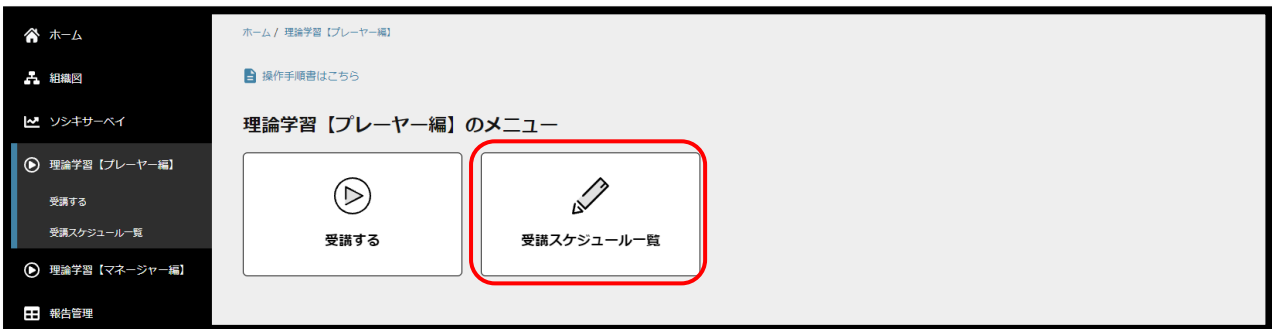 ホーム
組織図
ソシキサーベイ
理論学習【プレーヤー編】
受講する
受講スケジュール一覧
理論学習【マネージャー編】
報告管理
ホーム / 理論学習【プレーヤー編】
操作手順書はこちら
理論学習【プレーヤー編】のメニュー
受講する
受講スケジュール一覧